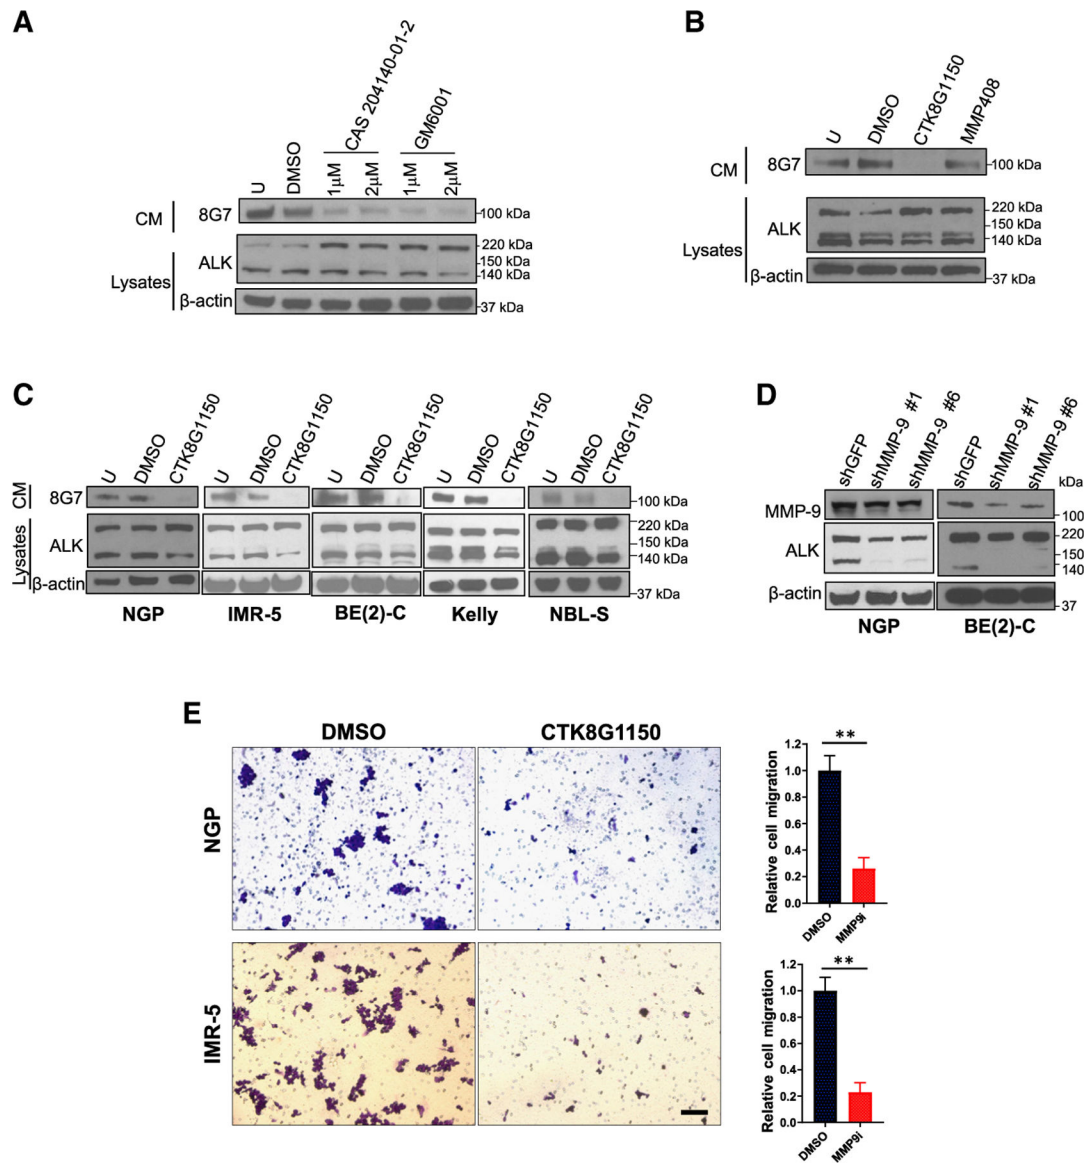 A
CAS 204140-01-2
GM6001
U
DMSO
1μM
2μM
1μM
2μM
CM
8G7
100 kDa
Lysates
ALK
220 kDa
150 kDa
140 kDa
β-actin
37 kDa
B
U
DMSO
CTK8G1150
MMP408
CM
8G7
100 kDa
Lysates
ALK
220 kDa
150 kDa
140 kDa
β-actin
37 kDa
C
U
DMSO
CTK8G1150
U
DMSO
CTK8G1150
U
DMSO
CTK8G1150
U
DMSO
CTK8G1150
U
DMSO
CTK8G1150
CM
8G7
100 kDa
Lysates
ALK
220 kDa
150 kDa
140 kDa
β-actin
37 kDa
NGP
IMR-5
BE(2)-C
Kelly
NBL-S
D
shGFP
shMMP-9 #1
shMMP-9 #6
shGFP
shMMP-9 #1
shMMP-9 #6
kDa
MMP-9
100
ALK
220
150
140
β-actin
37
NGP
BE(2)-C
E
DMSO
CTK8G1150
NGP
Relative cell migration
1.2
1.0
0.8
0.6
0.4
0.2
0.0
**
DMSO
MMP9i
IMR-5
Relative cell migration
1.2
1.0
0.8
0.6
0.4
0.2
0.0
**
DMSO
MMP9i